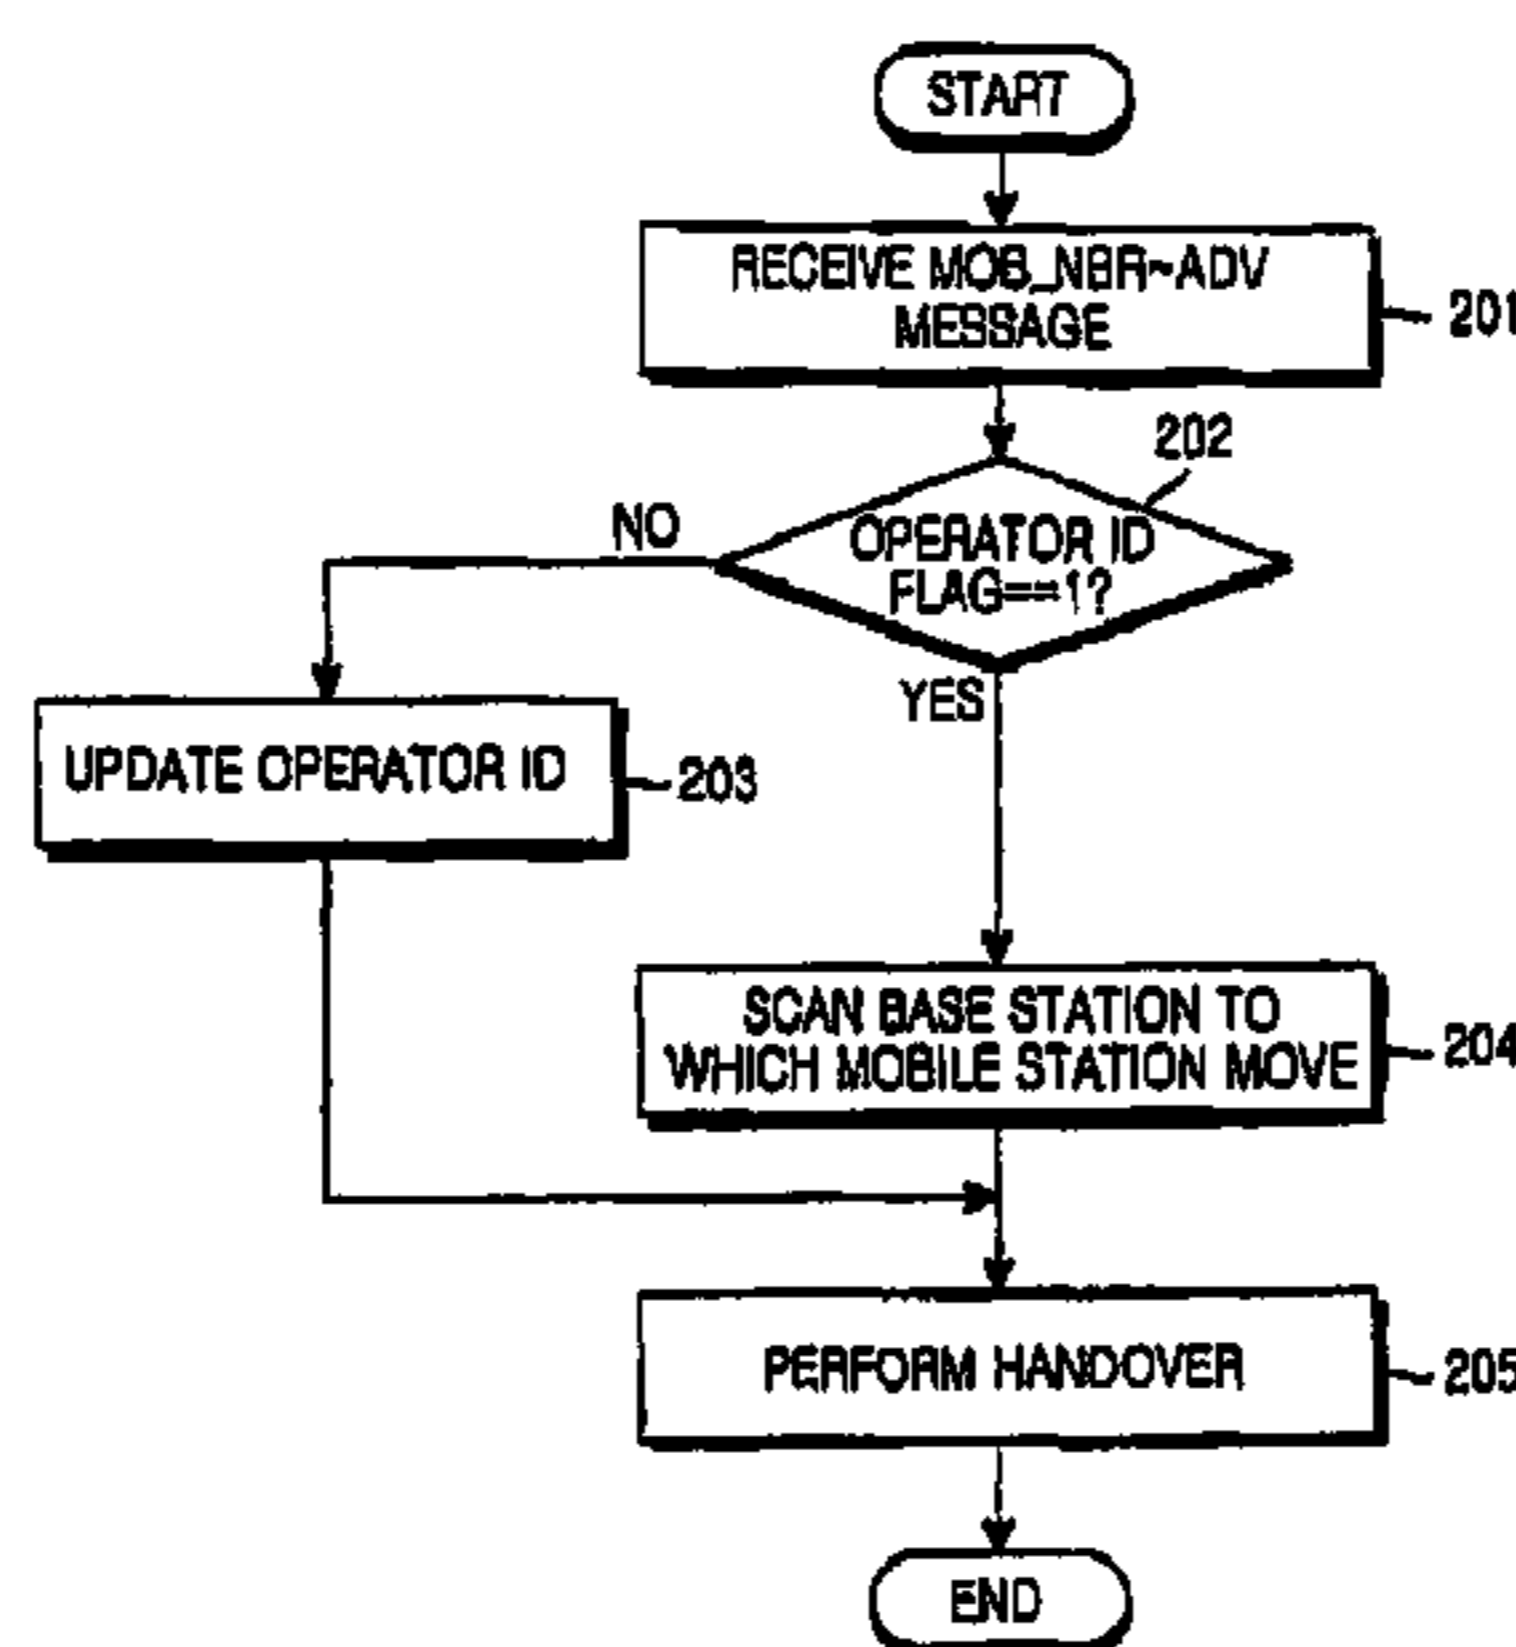 START
RECEIVE MOB_NBR~ADV
MESSAGE
201
202
OPERATOR ID
FLAG==1?
NO
YES
UPDATE OPERATOR ID
203
SCAN BASE STATION TO
WHICH MOBILE STATION MOVE
204
PERFORM HANDOVER
205
END